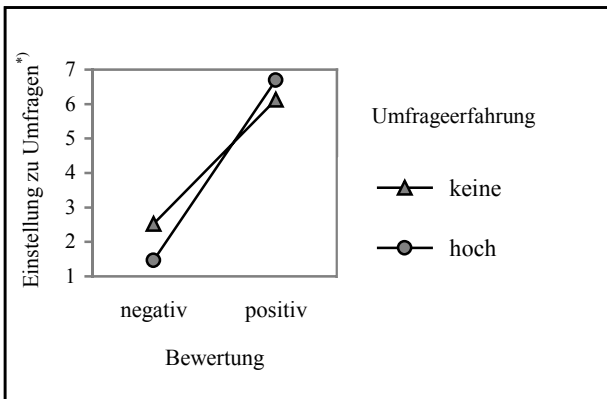 Einstellung zu Umfragen*)
7
6
5
4
3
2
1
negativ positiv
Bewertung
Umfrageerfahrung
keine
hoch